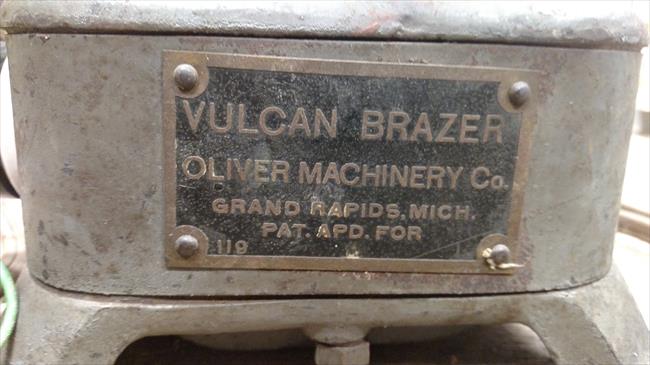 VULCAN BRAZER
OLIVER MACHINERY Co.
GRAND RAPIDS, MICH.
PAT. APD. FOR
119